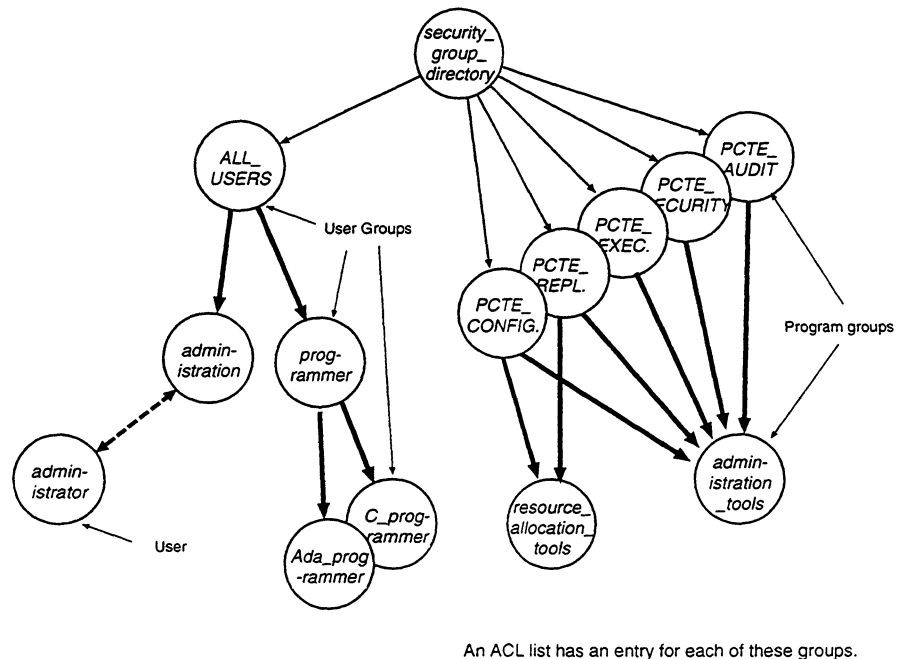 security_
group_
directory
ALL_
USERS
PCTE_
AUDIT
PCTE_
ECURITY
PCTE_
EXEC.
PCTE_
REPL.
PCTE_
CONFIG.
User Groups
Program groups
admin-
istration
prog-
rammer
admin-
istrator
User
C_prog-
rammer
Ada_prog
-rammer
resource_
allocation_
tools
admin-
istration
_tools
An ACL list has an entry for each of these groups.